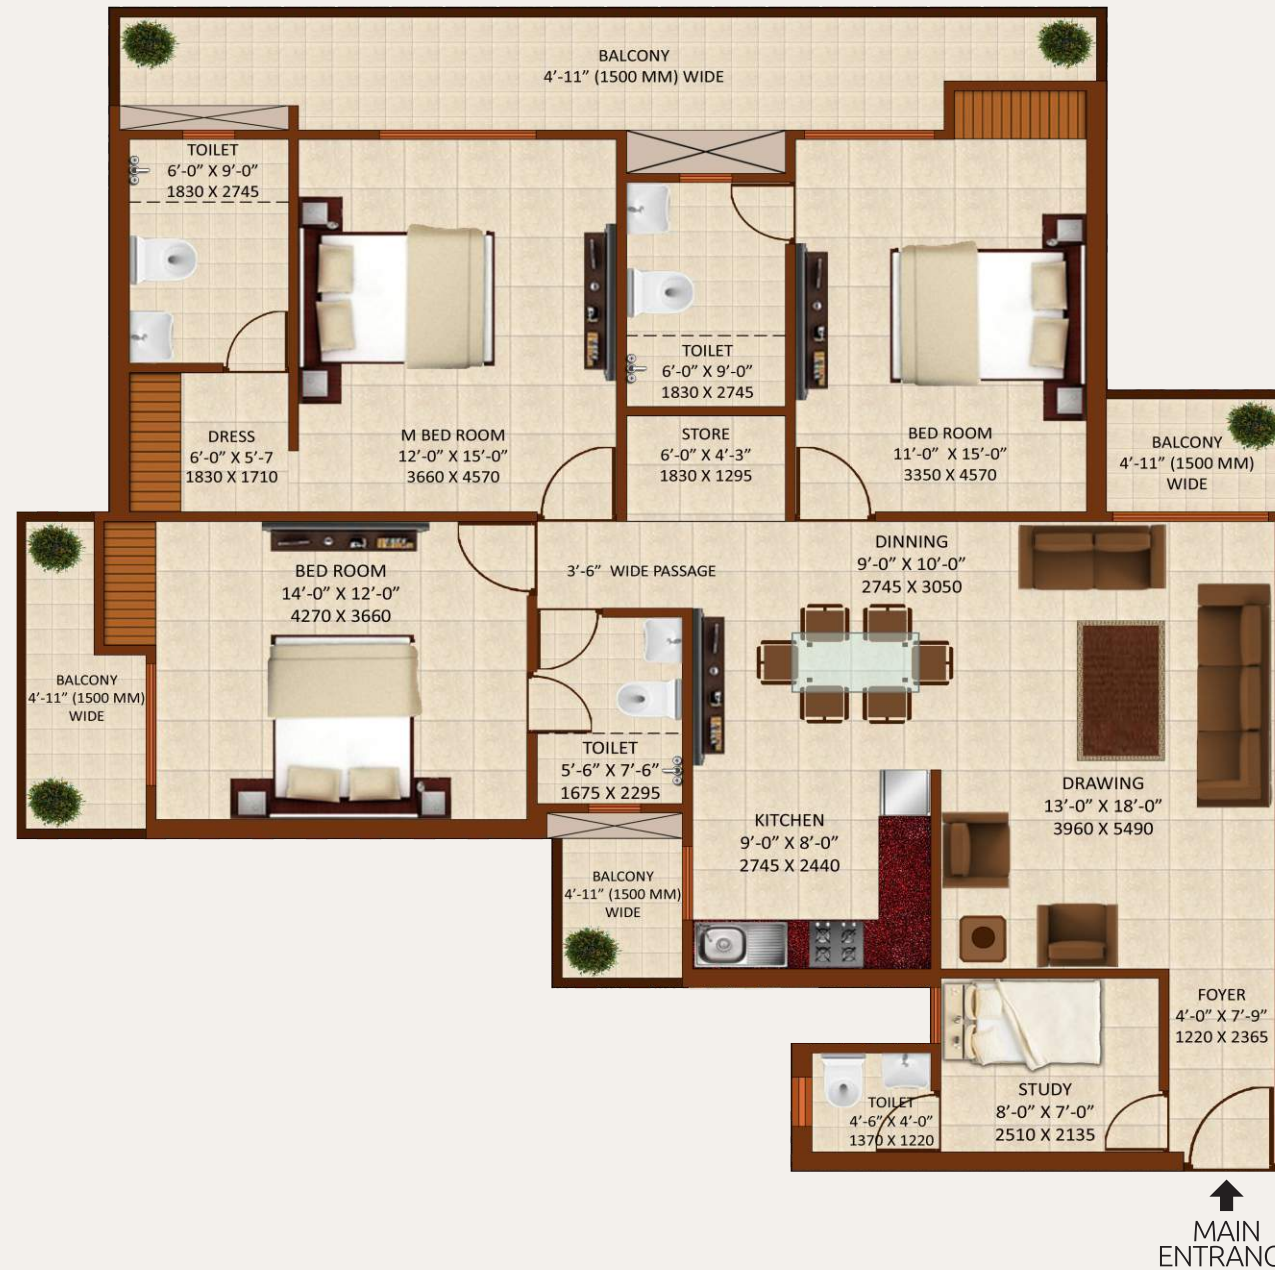 BALCONY
4'-11" (1500 MM) WIDE
TOILET
6'-0" X 9'-0"
1830 X 2745
TOILET
6'-0" X 9'-0"
1830 X 2745
DRESS
6'-0" X 5'-7
1830 X 1710
M BED ROOM
12'-0" X 15'-0"
3660 X 4570
STORE
6'-0" X 4'-3"
1830 X 1295
BED ROOM
11'-0" X 15'-0"
3350 X 4570
BALCONY
4'-11" (1500 MM)
WIDE
BED ROOM
14'-0" X 12'-0"
4270 X 3660
3'-6" WIDE PASSAGE
DINNING
9'-0" X 10'-0"
2745 X 3050
BALCONY
4'-11" (1500 MM)
WIDE
TOILET
5'-6" X 7'-6"
1675 X 2295
KITCHEN
9'-0" X 8'-0"
2745 X 2440
DRAWING
13'-0" X 18'-0"
3960 X 5490
BALCONY
4'-11" (1500 MM)
WIDE
FOYER
4'-0" X 7'-9"
1220 X 2365
STUDY
8'-0" X 7'-0"
2510 X 2135
TOILET
4'-6" X 4'-0"
1370 X 1220
MAIN
ENTRANC